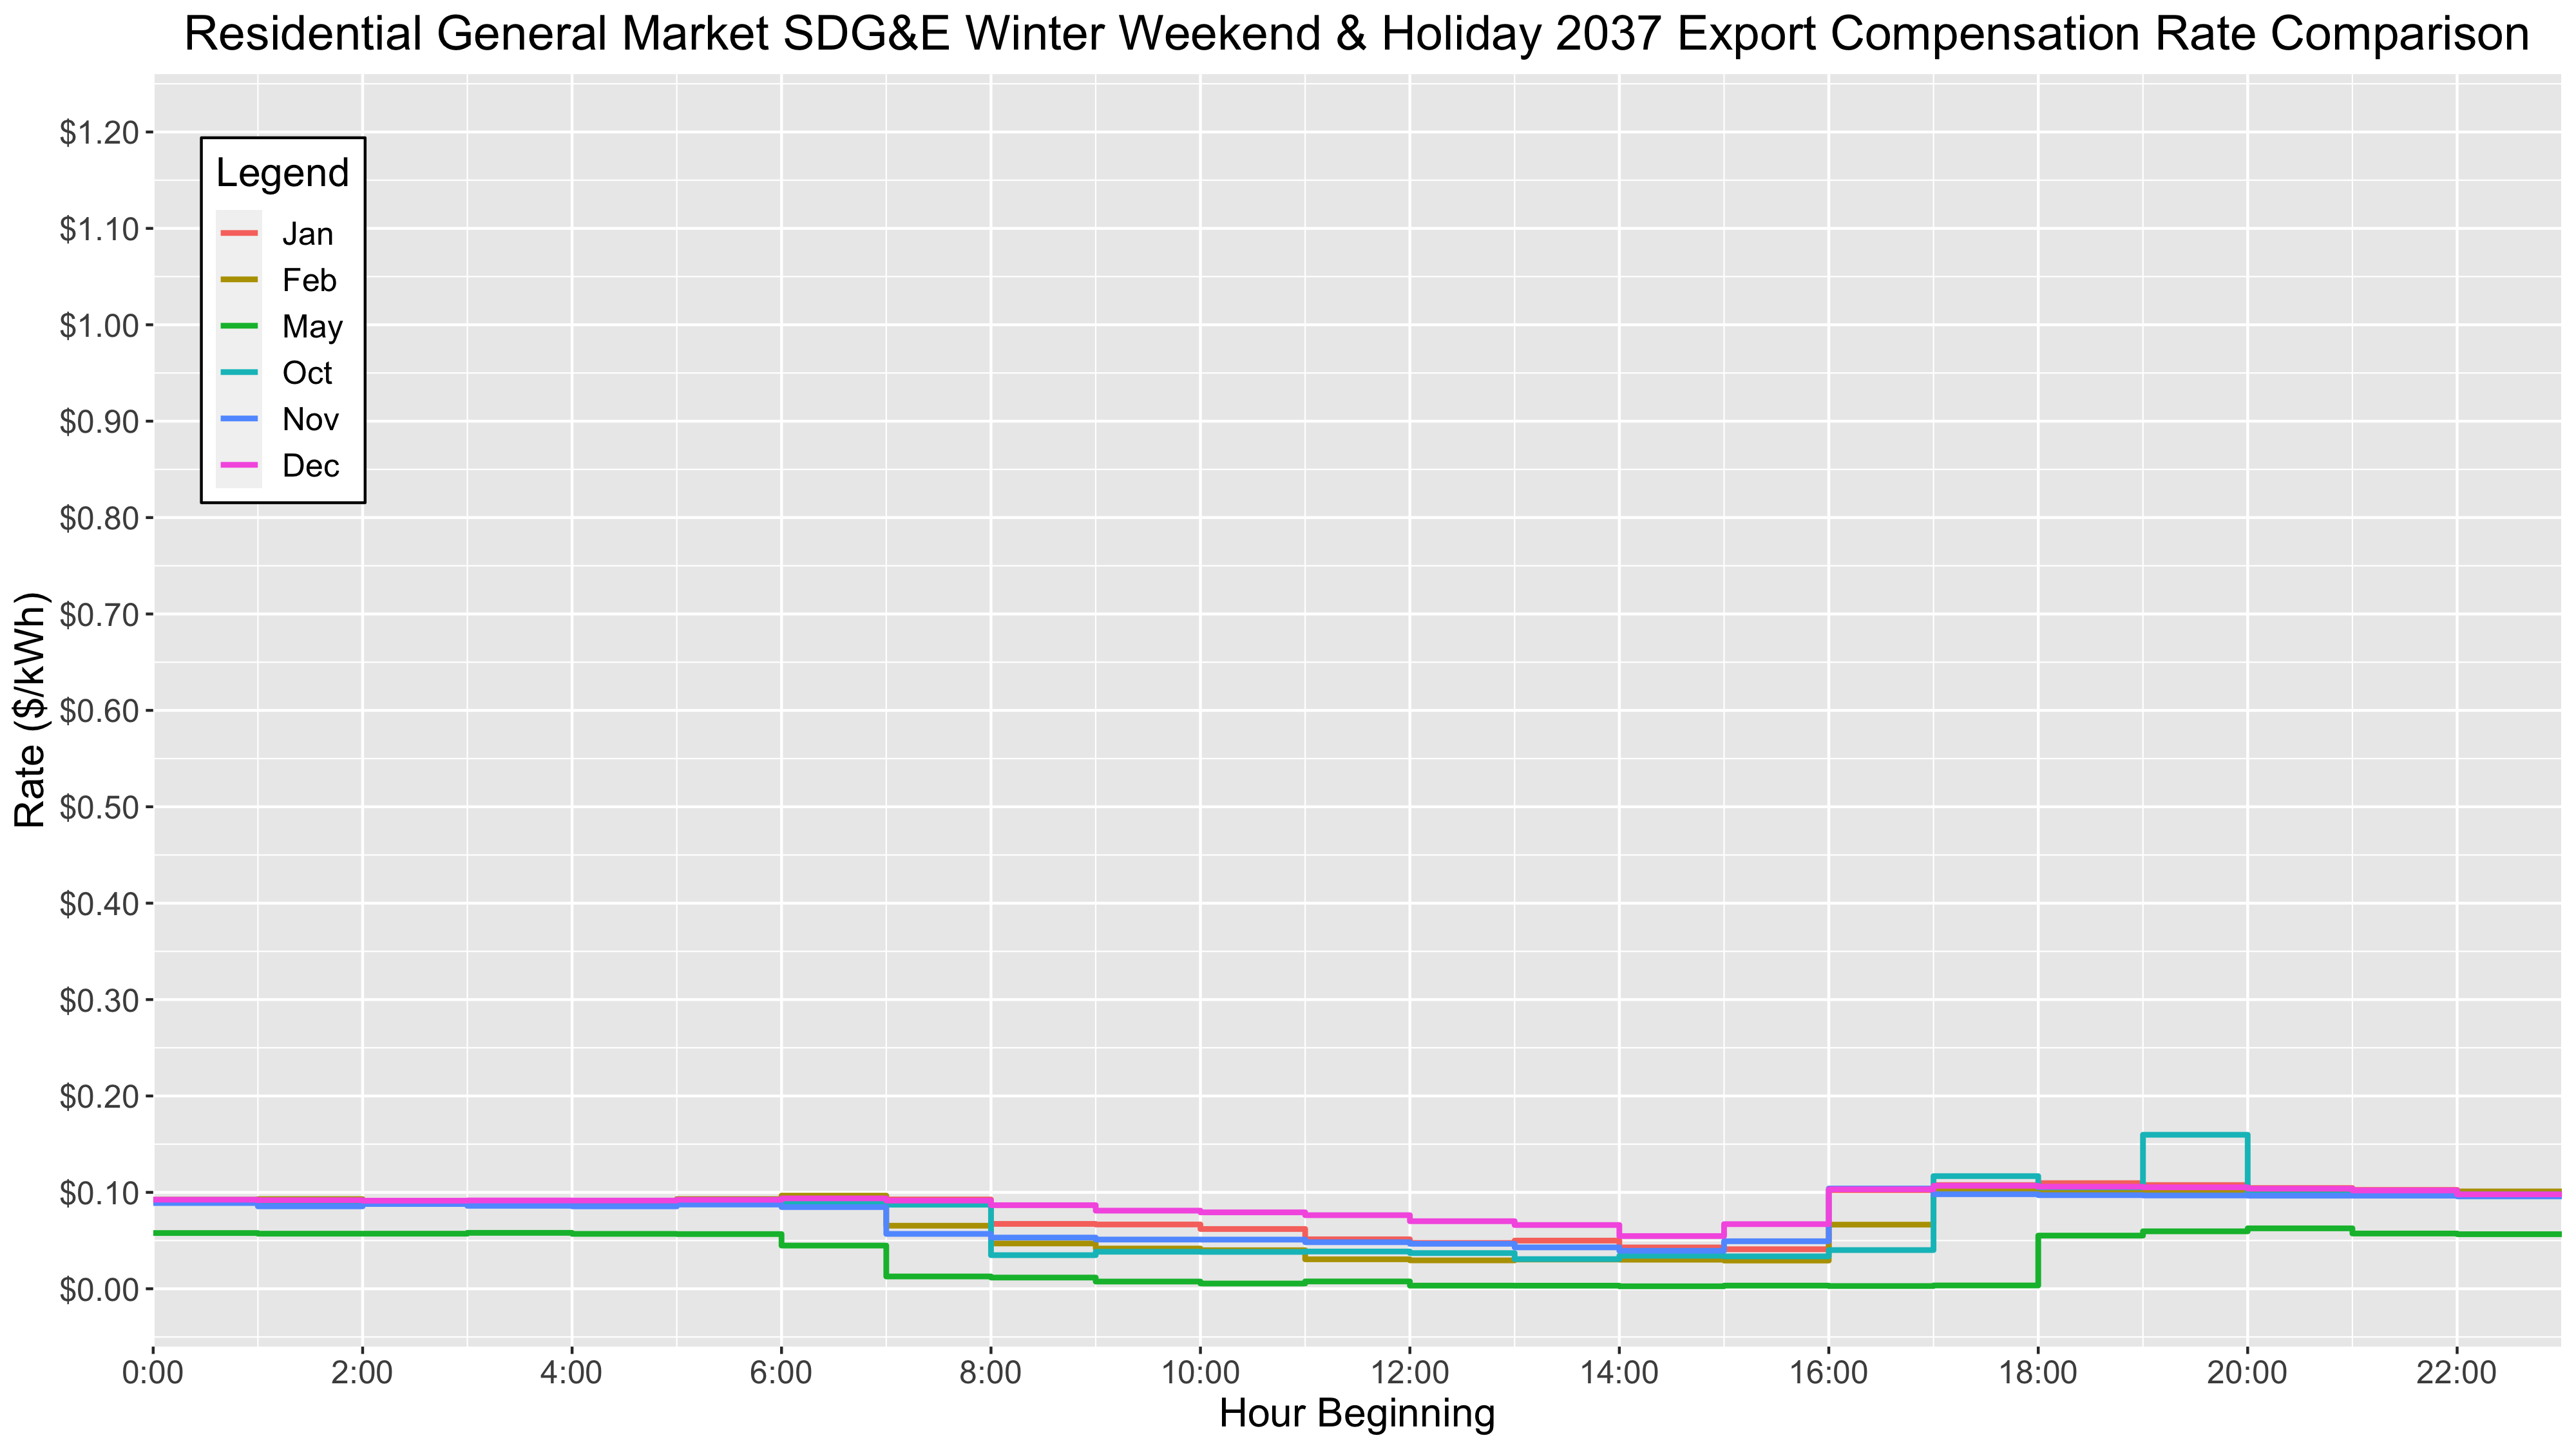 Residential General Market SDG&E Winter Weekend & Holiday 2037 Export Compensation Rate Comparison
$1.20
$1.10
$1.00
$0.90
$0.80
$0.70
$0.60
$0.50
$0.40
$0.30
$0.20
$0.10
$0.00
Rate ($/kWh)
Legend
Jan
Feb
May
Oct
Nov
Dec
0:00 2:00 4:00 6:00 8:00 10:00 12:00 14:00 16:00 18:00 20:00 22:00
Hour Beginning